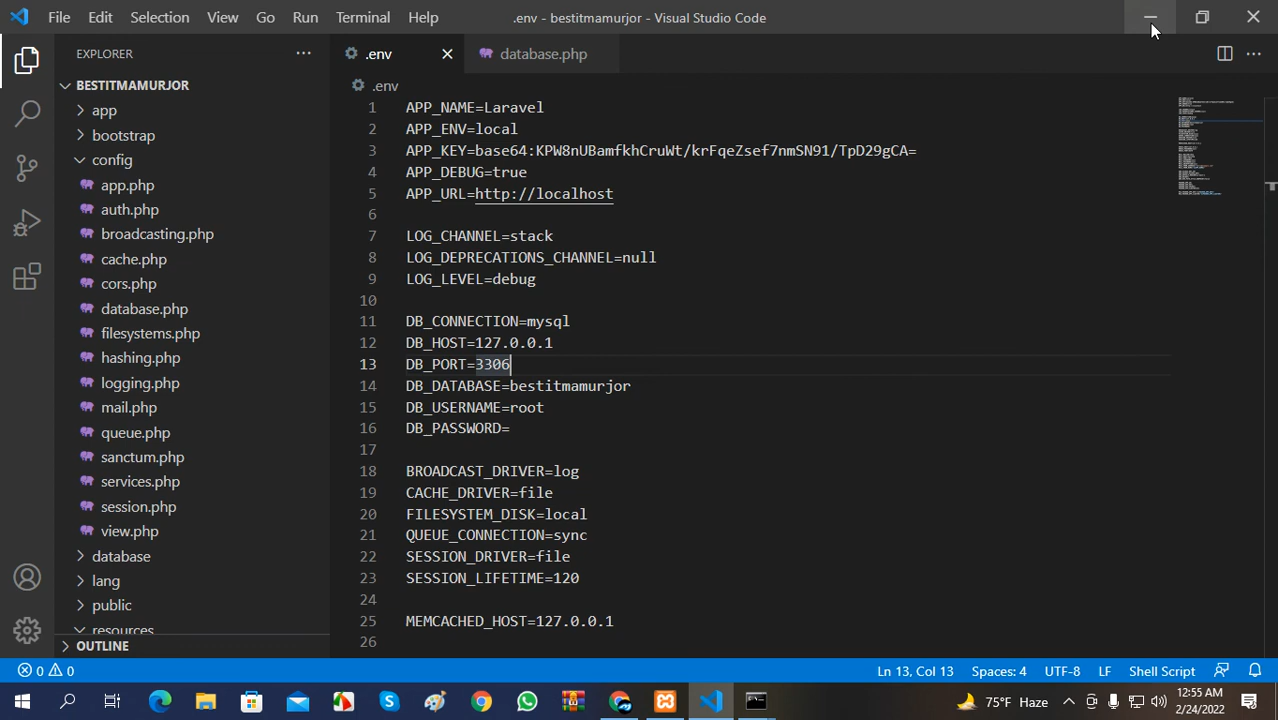 File Edit Selection View Go Run Terminal Help .env - bestitmamurjor - Visual Studio Code
EXPLORER
BESTITMAMURJOR
app
bootstrap
config
app.php
auth.php
broadcasting.php
cache.php
cors.php
database.php
filesystems.php
hashing.php
logging.php
mail.php
queue.php
sanctum.php
services.php
session.php
view.php
database
lang
public
resources
OUTLINE
.env database.php
.env
1 APP_NAME=Laravel
2 APP_ENV=local
3 APP_KEY=base64:KPW8nUBamfkhCruWt/krFqeZsef7nmSN91/TpD29gCA=
4 APP_DEBUG=true
5 APP_URL=http://localhost
6
7 LOG_CHANNEL=stack
8 LOG_DEPRECATIONS_CHANNEL=null
9 LOG_LEVEL=debug
10
11 DB_CONNECTION=mysql
12 DB_HOST=127.0.0.1
13 DB_PORT=3306
14 DB_DATABASE=bestitmamurjor
15 DB_USERNAME=root
16 DB_PASSWORD=
17
18 BROADCAST_DRIVER=log
19 CACHE_DRIVER=file
20 FILESYSTEM_DISK=local
21 QUEUE_CONNECTION=sync
22 SESSION_DRIVER=file
23 SESSION_LIFETIME=120
24
25 MEMCACHED_HOST=127.0.0.1
26
0 0 Ln 13, Col 13 Spaces: 4 UTF-8 LF Shell Script
75°F Haze 12:55 AM
2/24/2022